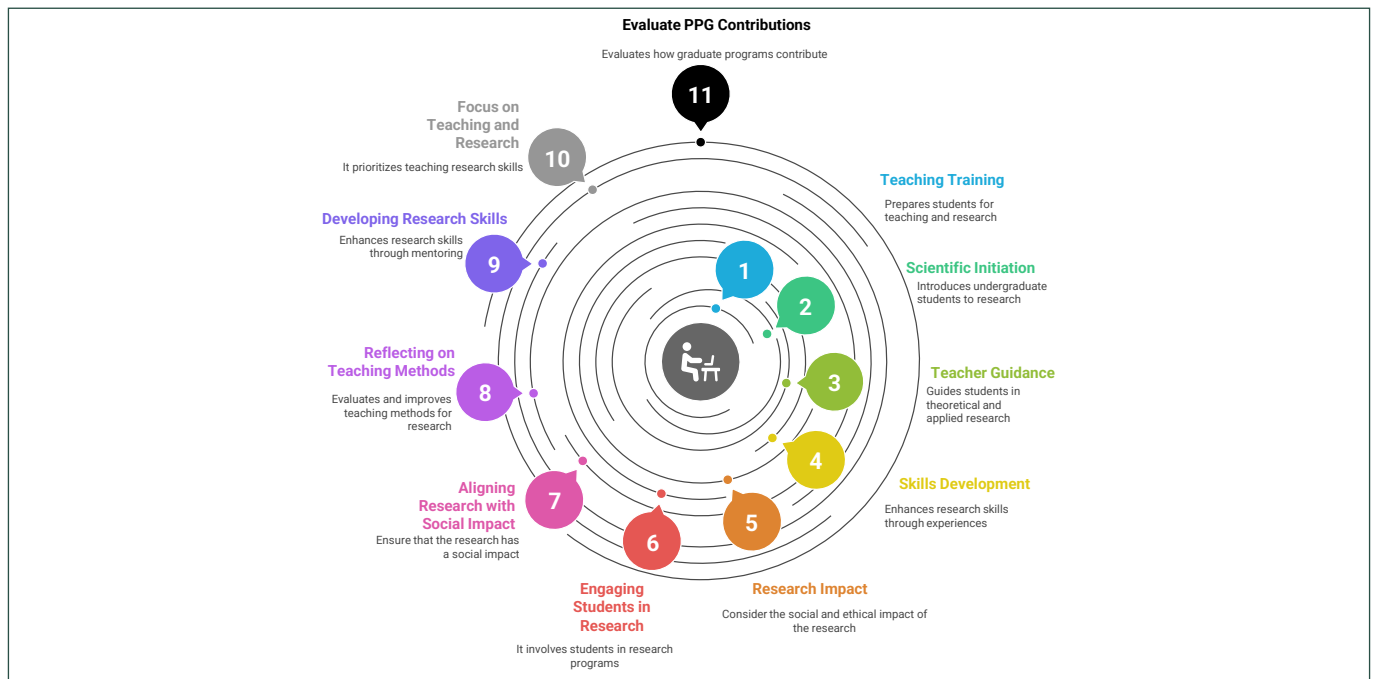 Evaluate PPG Contributions
Evaluates how graduate programs contribute
11
Focus on
Teaching and
Research
It prioritizes teaching research skills
10
Teaching Training
Prepares students for
teaching and research
1
Developing Research Skills
Enhances research skills
through mentoring
9
Scientific Initiation
Introduces undergraduate
students to research
2
Reflecting on
Teaching Methods
Evaluates and improves
teaching methods for
research
8
Teacher Guidance
Guides students in
theoretical and
applied research
3
Aligning
Research with
Social Impact
Ensure that the research has
a social impact
7
Skills Development
Enhances research skills
through experiences
4
Engaging
Students in
Research
It involves students in research
programs
6
Research Impact
Consider the social and ethical impact of
the research
5